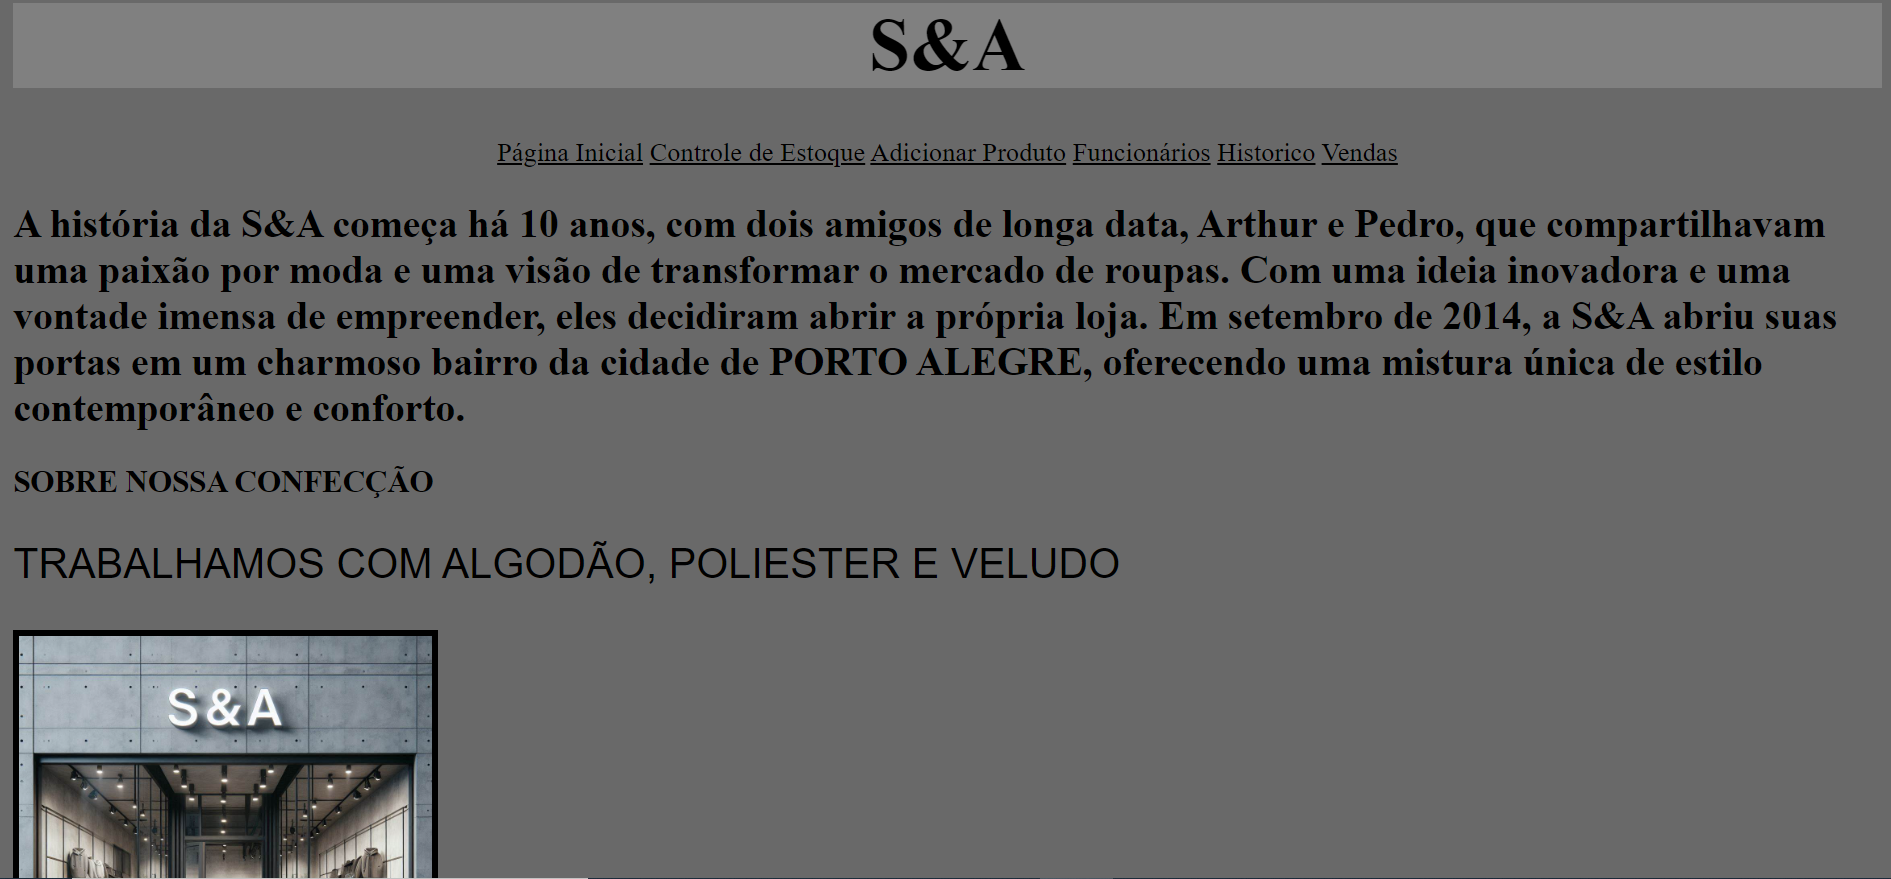 S&A
Página Inicial Controle de Estoque Adicionar Produto Funcionários Historico Vendas
A história da S&A começa há 10 anos, com dois amigos de longa data, Arthur e Pedro, que compartilhavam
uma paixão por moda e uma visão de transformar o mercado de roupas. Com uma ideia inovadora e uma
vontade imensa de empreender, eles decidiram abrir a própria loja. Em setembro de 2014, a S&A abriu suas
portas em um charmoso bairro da cidade de PORTO ALEGRE, oferecendo uma mistura única de estilo
contemporâneo e conforto.
SOBRE NOSSA CONFECÇÃO
TRABALHAMOS COM ALGODÃO, POLIESTER E VELUDO
S&A